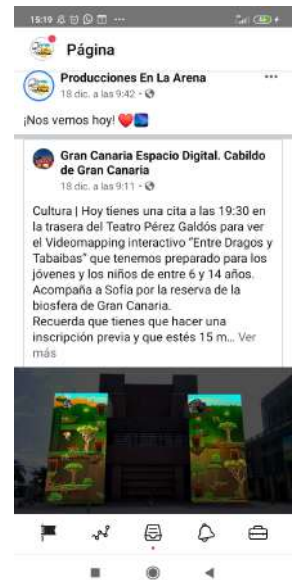 15:19
Página
Producciones En La Arena
18 dic. a las 9:42 ·
¡Nos vemos hoy!
Gran Canaria Espacio Digital. Cabildo
de Gran Canaria
18 dic. a las 9:11 ·
Cultura | Hoy tienes una cita a las 19:30 en
la trasera del Teatro Pérez Galdós para ver
el Videomapping interactivo "Entre Dragos y
Tabaibas" que tenemos preparado para los
jóvenes y los niños de entre 6 y 14 años.
Acompaña a Sofía por la reserva de la
biosfera de Gran Canaria.
Recuerda que tienes que hacer una
inscripción previa y que estés 15 m... Ver
más